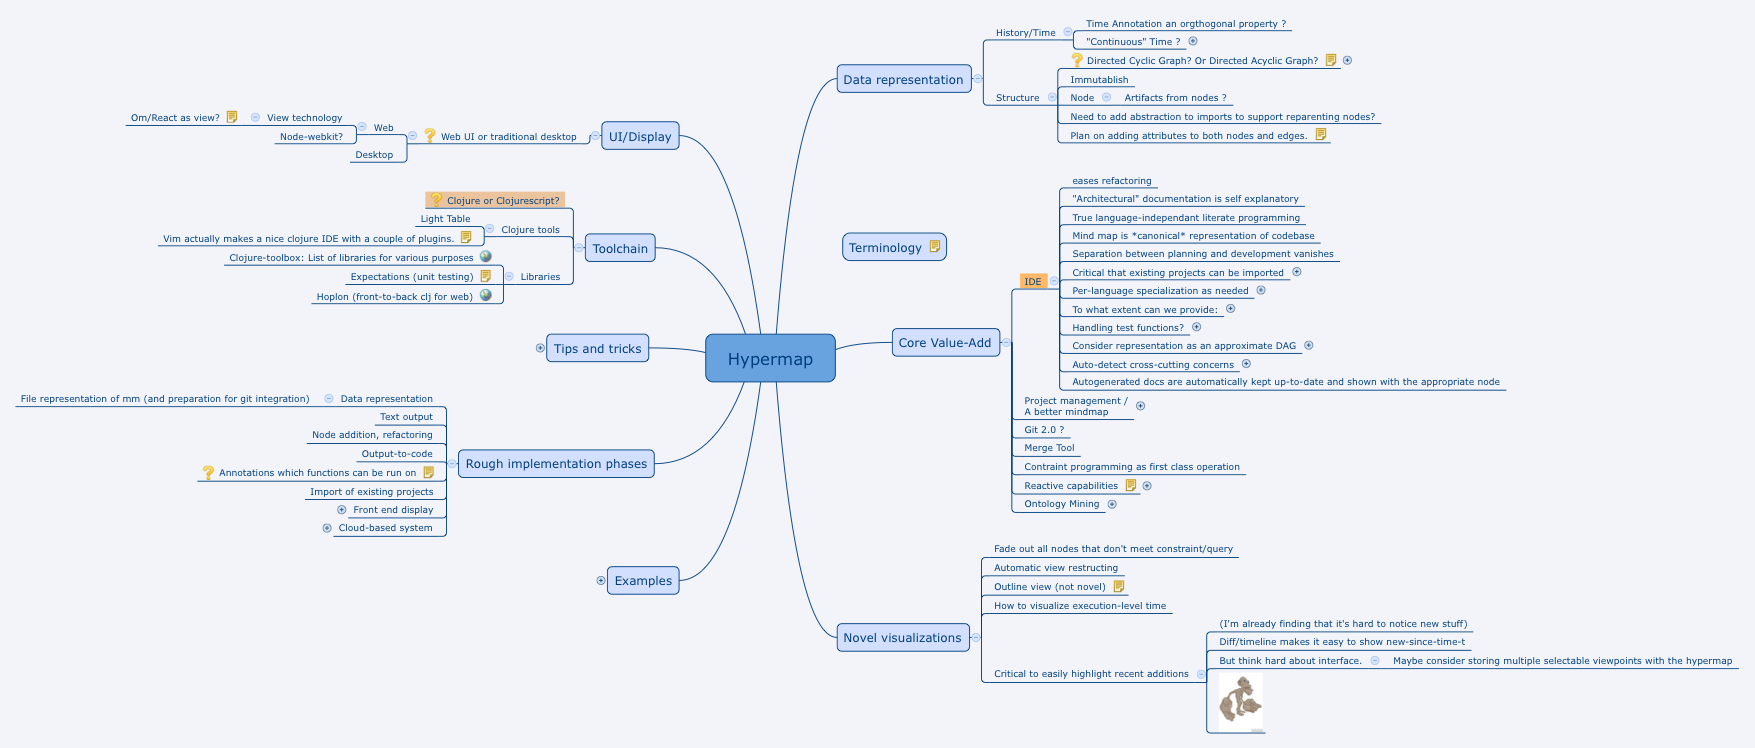 Hypermap
Data representation
History/Time
Time Annotation an orgthogonal property ?
"Continuous" Time ?
Structure
Directed Cyclic Graph? Or Directed Acyclic Graph?
Immutablish
Node
Artifacts from nodes ?
Need to add abstraction to imports to support reparenting nodes?
Plan on adding attributes to both nodes and edges.
Terminology
Core Value-Add
IDE
eases refactoring
"Architectural" documentation is self explanatory
True language-independant literate programming
Mind map is *canonical* representation of codebase
Separation between planning and development vanishes
Critical that existing projects can be imported
Per-language specialization as needed
To what extent can we provide:
Handling test functions?
Consider representation as an approximate DAG
Auto-detect cross-cutting concerns
Autogenerated docs are automatically kept up-to-date and shown with the appropriate node
Project management /
A better mindmap
Git 2.0 ?
Merge Tool
Contraint programming as first class operation
Reactive capabilities
Ontology Mining
Novel visualizations
Fade out all nodes that don't meet constraint/query
Automatic view restructing
Outline view (not novel)
How to visualize execution-level time
Critical to easily highlight recent additions
(I'm already finding that it's hard to notice new stuff)
Diff/timeline makes it easy to show new-since-time-t
But think hard about interface.
Maybe consider storing multiple selectable viewpoints with the hypermap
UI/Display
Web UI or traditional desktop
Web
View technology
Om/React as view?
Node-webkit?
Desktop
Toolchain
Clojure or Clojurescript?
Clojure tools
Light Table
Vim actually makes a nice clojure IDE with a couple of plugins.
Libraries
Clojure-toolbox: List of libraries for various purposes
Expectations (unit testing)
Hoplon (front-to-back clj for web)
Tips and tricks
Rough implementation phases
Data representation
File representation of mm (and preparation for git integration)
Text output
Node addition, refactoring
Output-to-code
Annotations which functions can be run on
Import of existing projects
Front end display
Cloud-based system
Examples